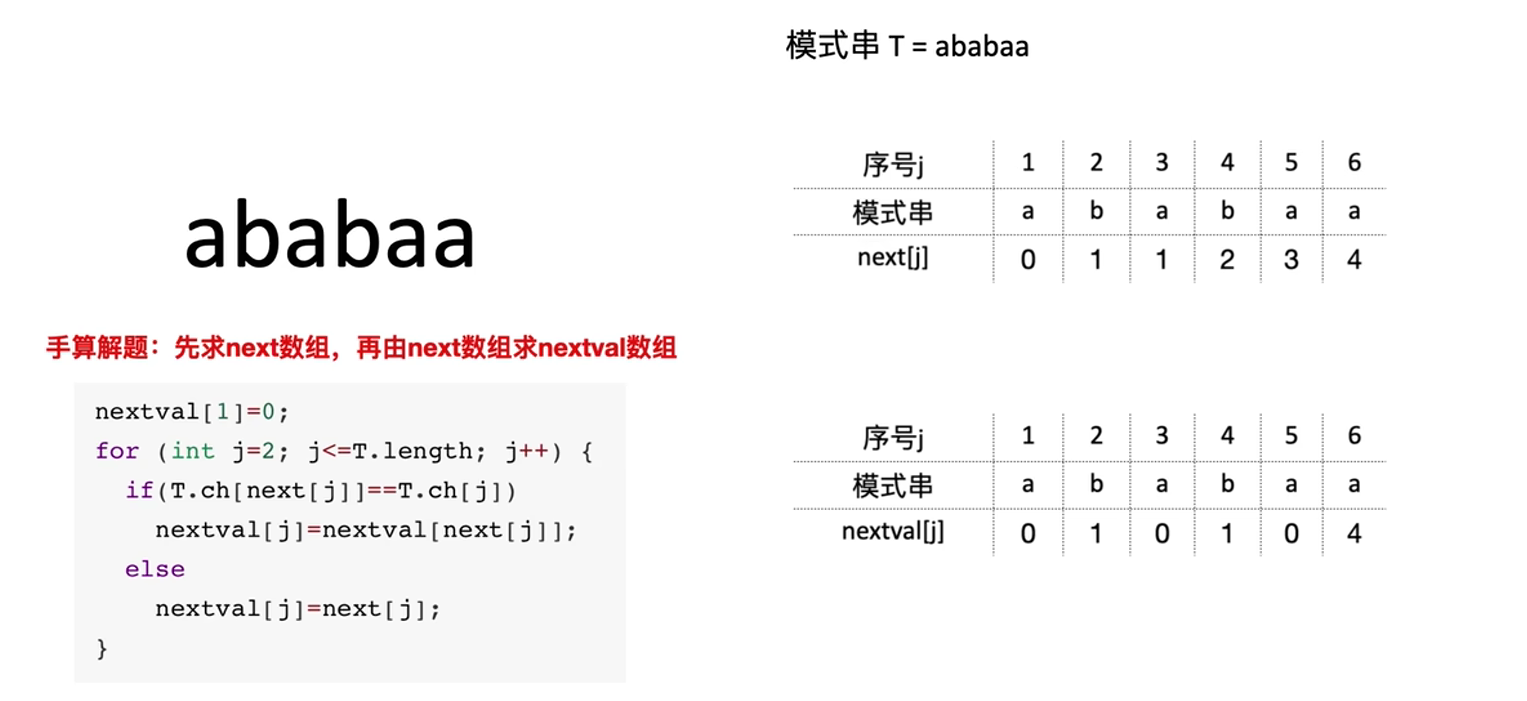 模式串 T = ababaa
ababaa
手算解题：先求next数组，再由next数组求nextval数组
nextval[1]=0;
for (int j=2; j<=T.length; j++) {
  if(T.ch[next[j]]==T.ch[j])
    nextval[j]=nextval[next[j]];
  else
    nextval[j]=next[j];
}
序号j 1 2 3 4 5 6
模式串 a b a b a a
next[j] 0 1 1 2 3 4
序号j 1 2 3 4 5 6
模式串 a b a b a a
nextval[j] 0 1 0 1 0 4